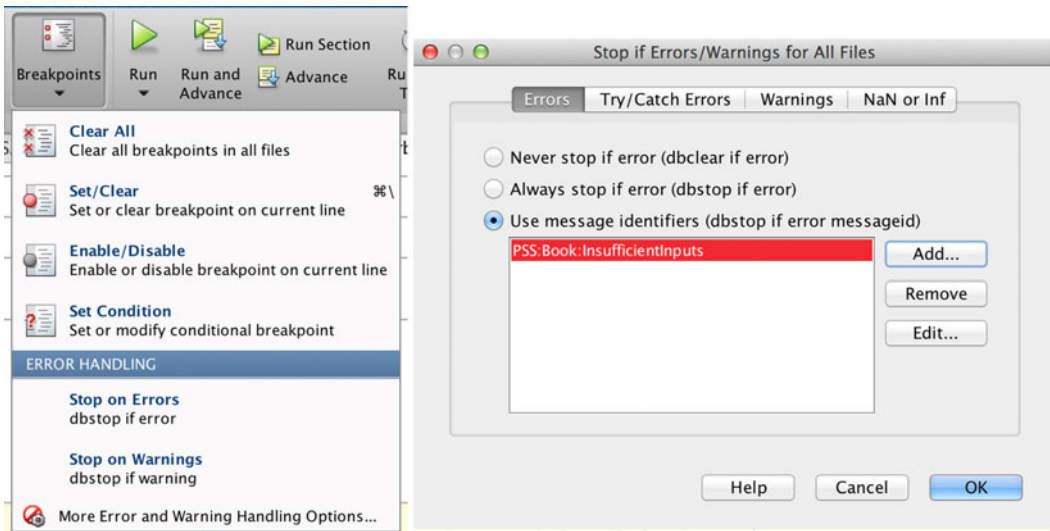 Breakpoints
Run
Run and
Advance
Run Section
Advance
Ru
T
Clear All
Clear all breakpoints in all files
Set/Clear
⌘\
Set or clear breakpoint on current line
Enable/Disable
Enable or disable breakpoint on current line
Set Condition
Set or modify conditional breakpoint
ERROR HANDLING
Stop on Errors
dbstop if error
Stop on Warnings
dbstop if warning
More Error and Warning Handling Options...
Stop if Errors/Warnings for All Files
Errors
Try/Catch Errors
Warnings
NaN or Inf
Never stop if error (dbclear if error)
Always stop if error (dbstop if error)
Use message identifiers (dbstop if error messageid)
PSS:Book:InsufficientInputs
Add...
Remove
Edit...
Help
Cancel
OK